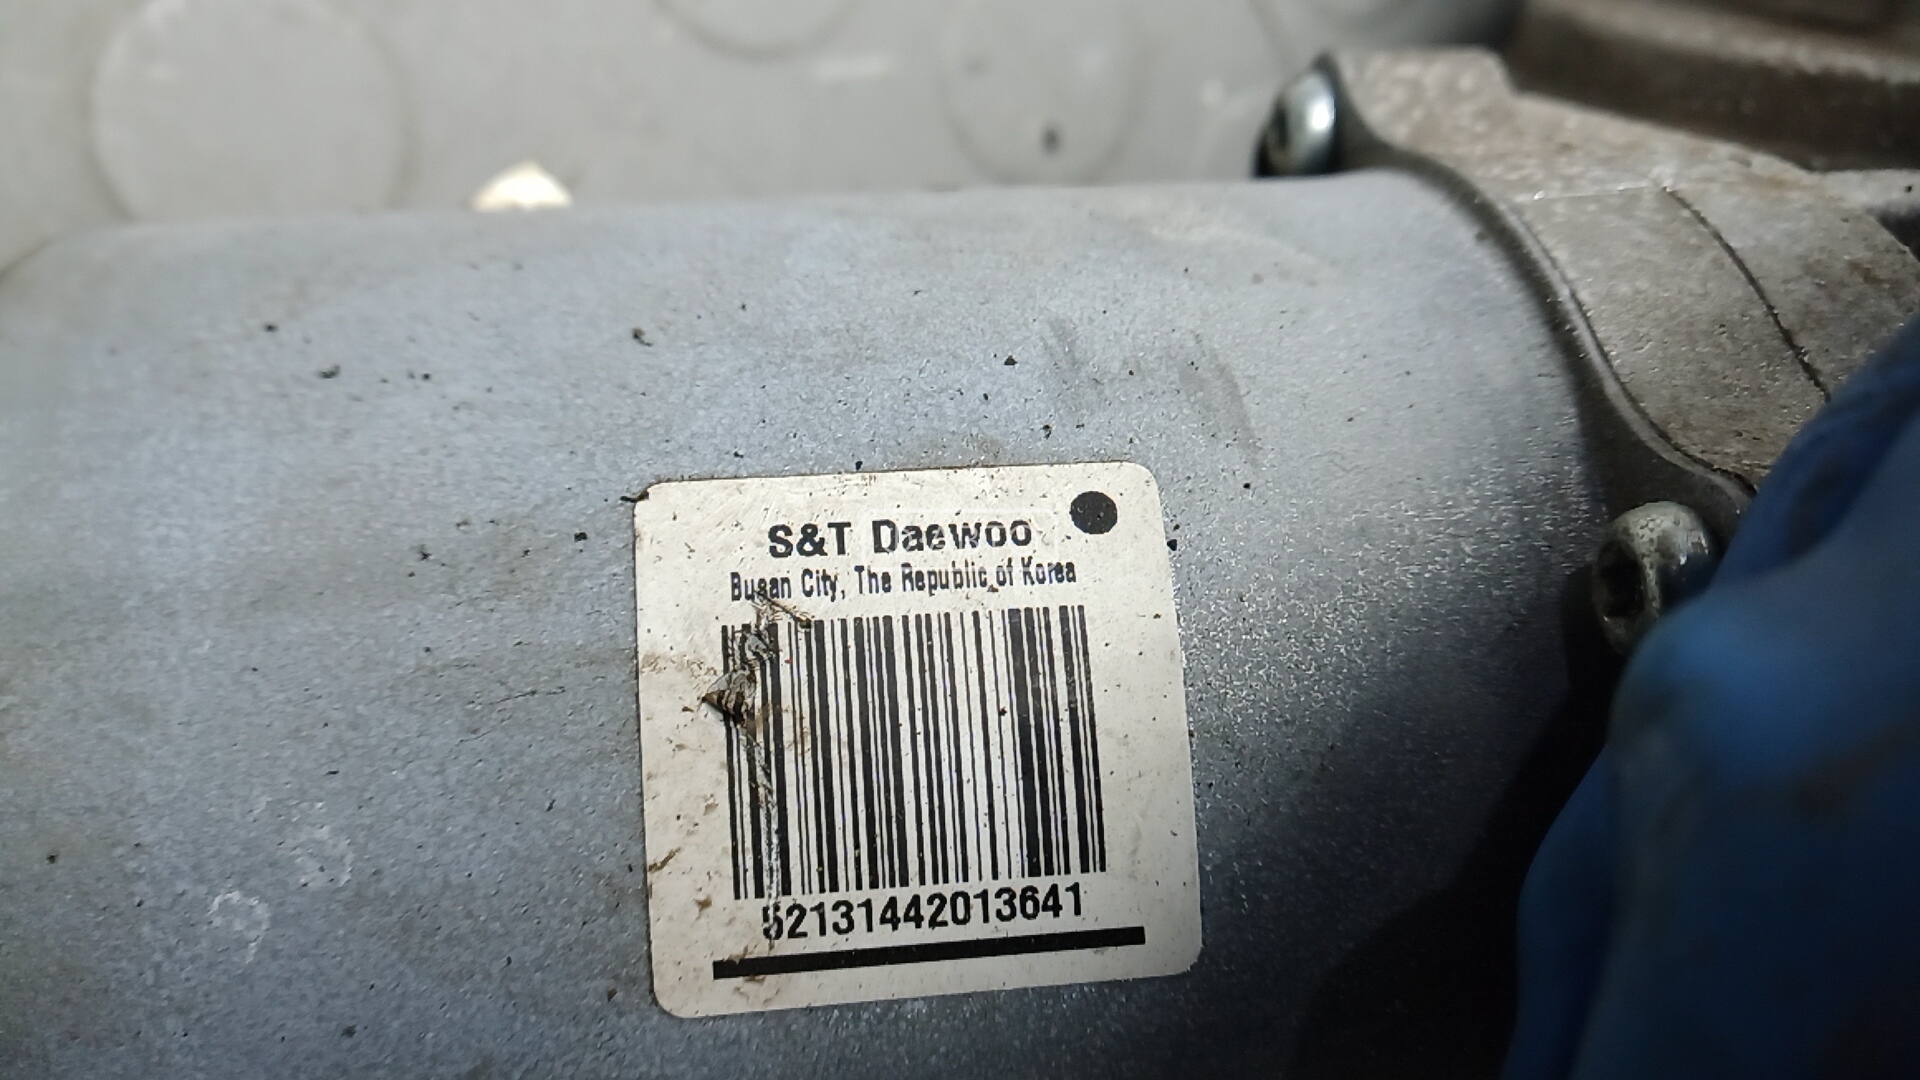 S&T Daewoo
Busan City, The Republic of Korea
52131442013641